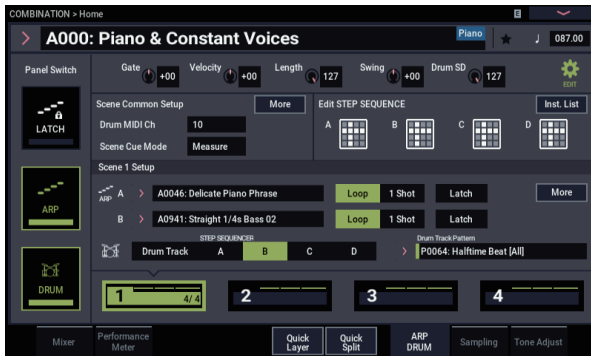 COMBINATION > Home
E
A000: Piano & Constant Voices
Piano
♩ 087.00
Panel Switch
Gate +00 Velocity +00 Length 127 Swing +00 Drum SD 127
EDIT
Scene Common Setup More
Edit STEP SEQUENCE Inst. List
LATCH
Drum MIDI Ch 10
A B C D
Scene Cue Mode Measure
Scene 1 Setup
ARP A A0046: Delicate Piano Phrase Loop 1 Shot Latch More
ARP
B A0941: Straight 1/4s Bass 02 Loop 1 Shot Latch
STEP SEQUENCER Drum Track Pattern
Drum Track A B C D P0064: Halftime Beat [All]
DRUM
1 4/4 2 3 4
Mixer Performance Meter Quick Layer Quick Split ARP DRUM Sampling Tone Adjust